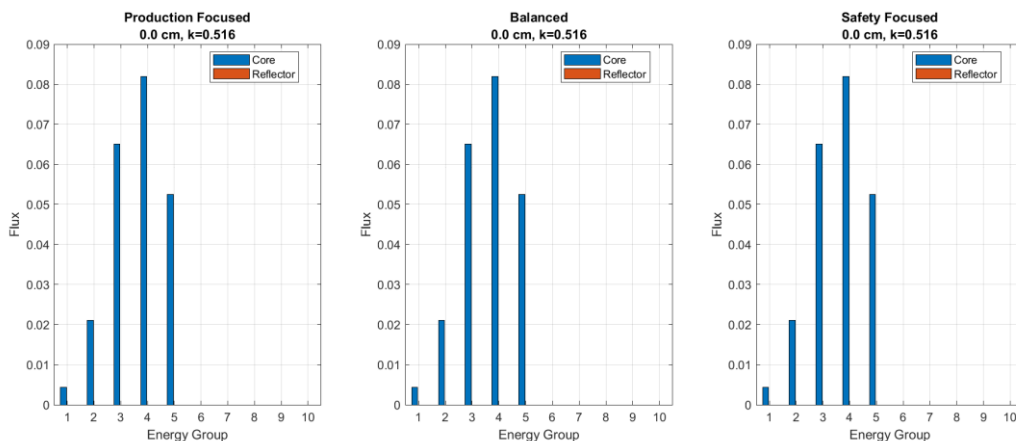 Production Focused
0.0 cm, k=0.516
0.09
0.08
0.07
0.06
0.05
0.04
0.03
0.02
0.01
0
Flux
Core
Reflector
1 2 3 4 5 6 7 8 9 10
Energy Group
Balanced
0.0 cm, k=0.516
0.09
0.08
0.07
0.06
0.05
0.04
0.03
0.02
0.01
0
Flux
Core
Reflector
1 2 3 4 5 6 7 8 9 10
Energy Group
Safety Focused
0.0 cm, k=0.516
0.09
0.08
0.07
0.06
0.05
0.04
0.03
0.02
0.01
0
Flux
Core
Reflector
1 2 3 4 5 6 7 8 9 10
Energy Group